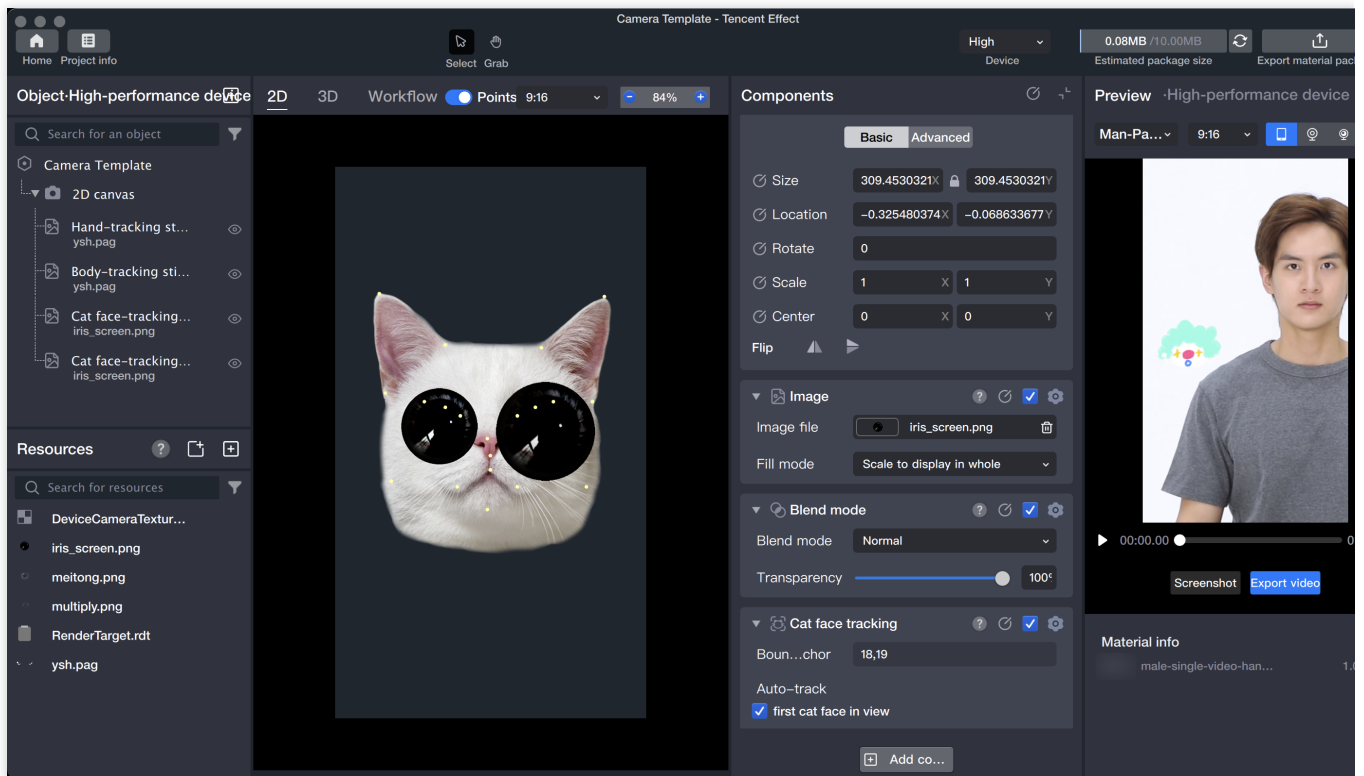 Camera Template - Tencent Effect
Home
Project info
Select
Grab
High
Device
0.08MB /10.00MB
Estimated package size
Export material pac
Object·High-performance device
2D
3D
Workflow
Points
9:16
84%
Components
Preview ·High-performance device
Search for an object
Camera Template
2D canvas
Hand-tracking st...
ysh.pag
Body-tracking sti...
ysh.pag
Cat face-tracking...
iris_screen.png
Cat face-tracking...
iris_screen.png
Resources
Search for resources
DeviceCameraTextur...
iris_screen.png
meitong.png
multiply.png
RenderTarget.rdt
ysh.pag
Basic
Advanced
Size
309.4530321 X
309.4530321 Y
Location
-0.325480374 X
-0.068633677 Y
Rotate
0
Scale
1 X
1 Y
Center
0 X
0 Y
Flip
Image
Image file
iris_screen.png
Fill mode
Scale to display in whole
Blend mode
Blend mode
Normal
Transparency
100
Cat face tracking
Boun...chor
18,19
Auto-track
first cat face in view
Add co...
Man-Pa...
9:16
00:00.00
0
Screenshot
Export video
Material info
male-single-video-han...
1.0